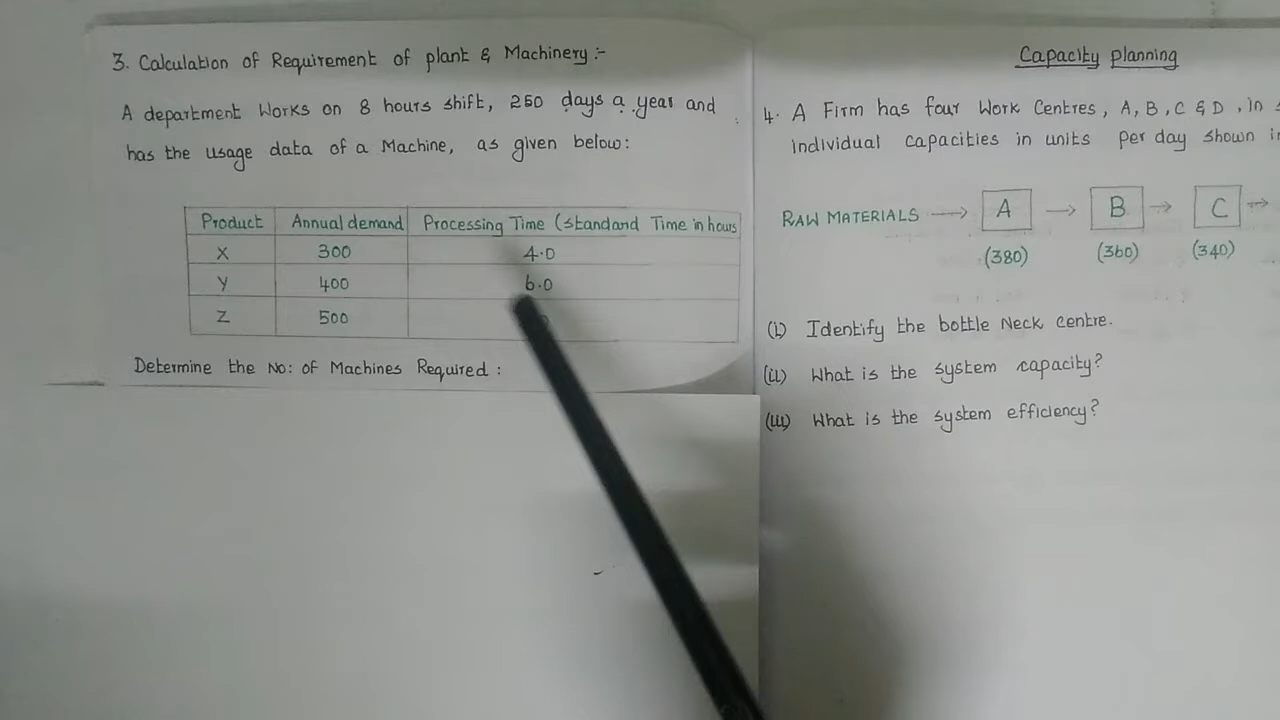 3. Calculation of Requirement of plant & Machinery :-
A department Works on 8 hours shift, 250 days a year and
has the usage data of a Machine, as given below:
Product Annual demand Processing Time (standard Time in hours
X 300 4.0
Y 400 6.0
Z 500
Determine the No: of Machines Required :
Capacity planning
4. A Firm has four Work Centres, A, B, C & D, in
individual capacities in units per day shown in
RAW MATERIALS → A → B → C →
(380) (360) (340)
(i) Identify the bottle Neck centre.
(ii) What is the system capacity?
(iii) What is the system efficiency?